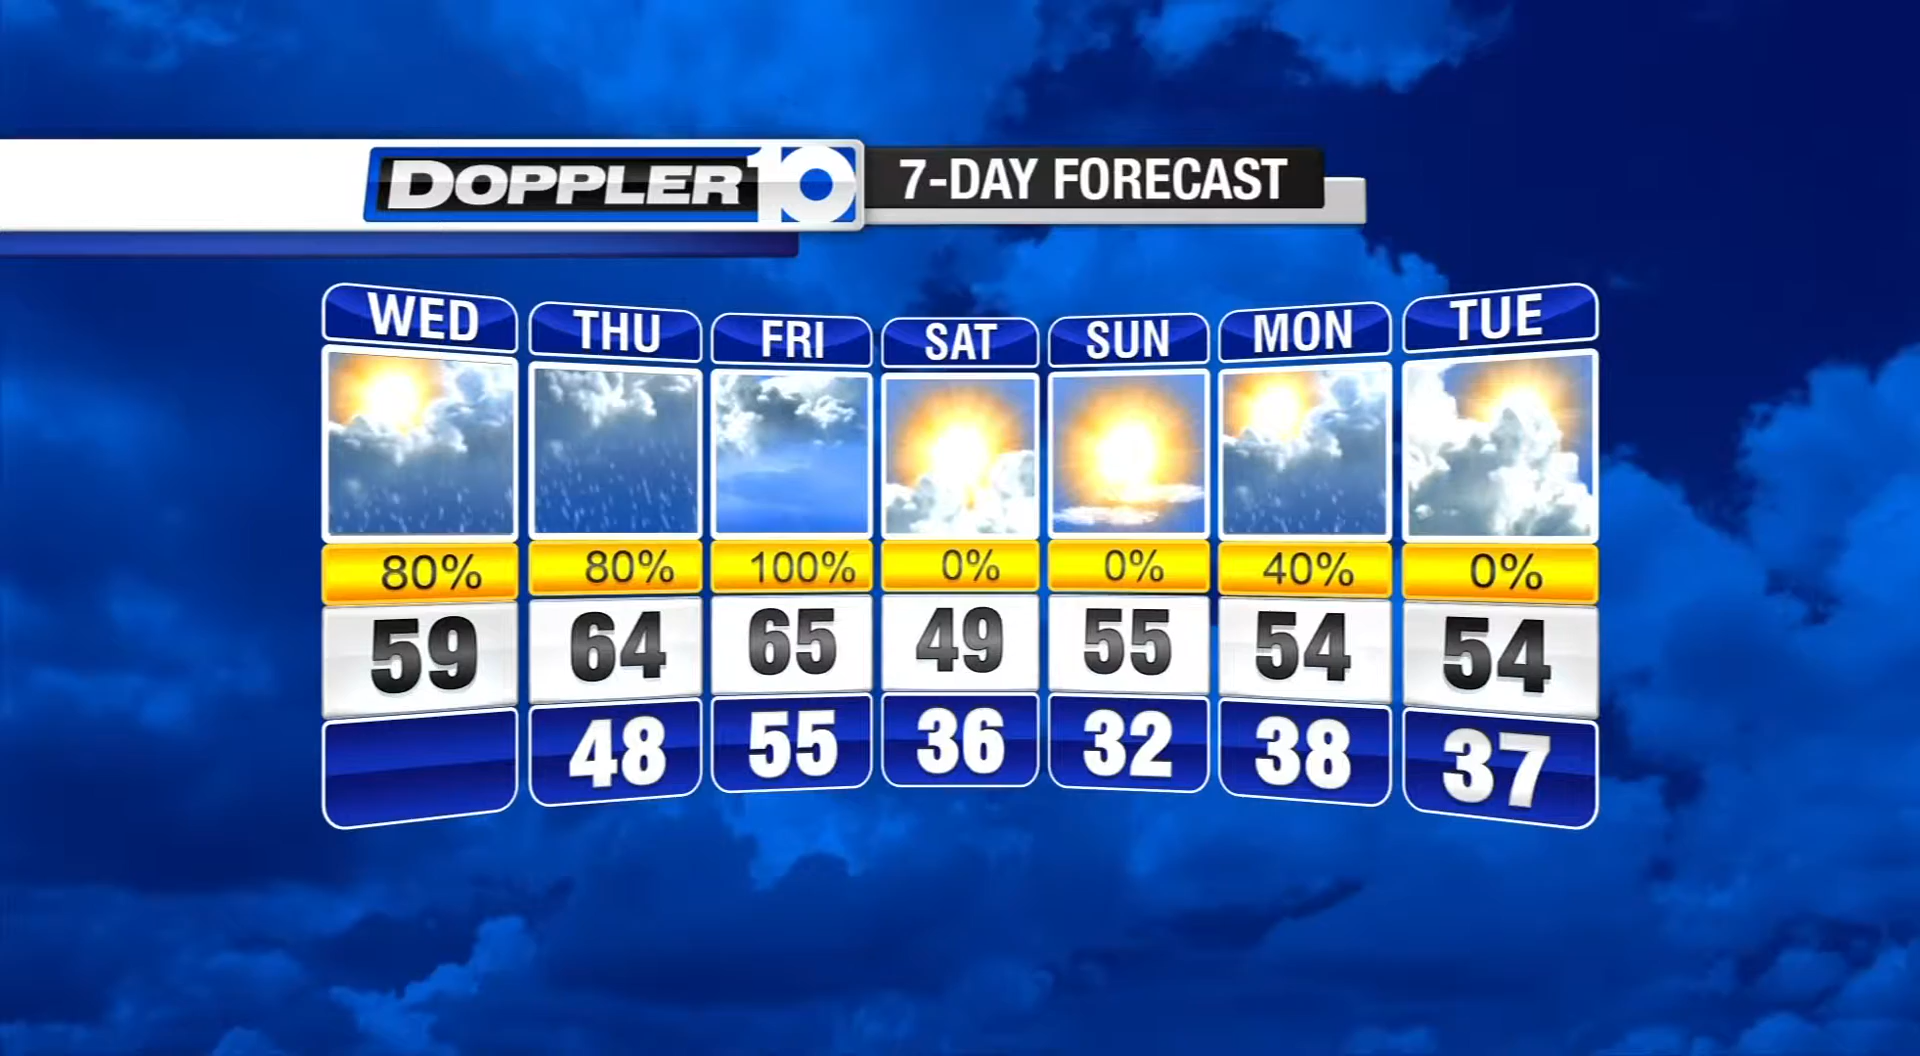 DOPPLER 10 7-DAY FORECAST
WED THU FRI SAT SUN MON TUE
80% 80% 100% 0% 0% 40% 0%
59 64 65 49 55 54 54
48 55 36 32 38 37